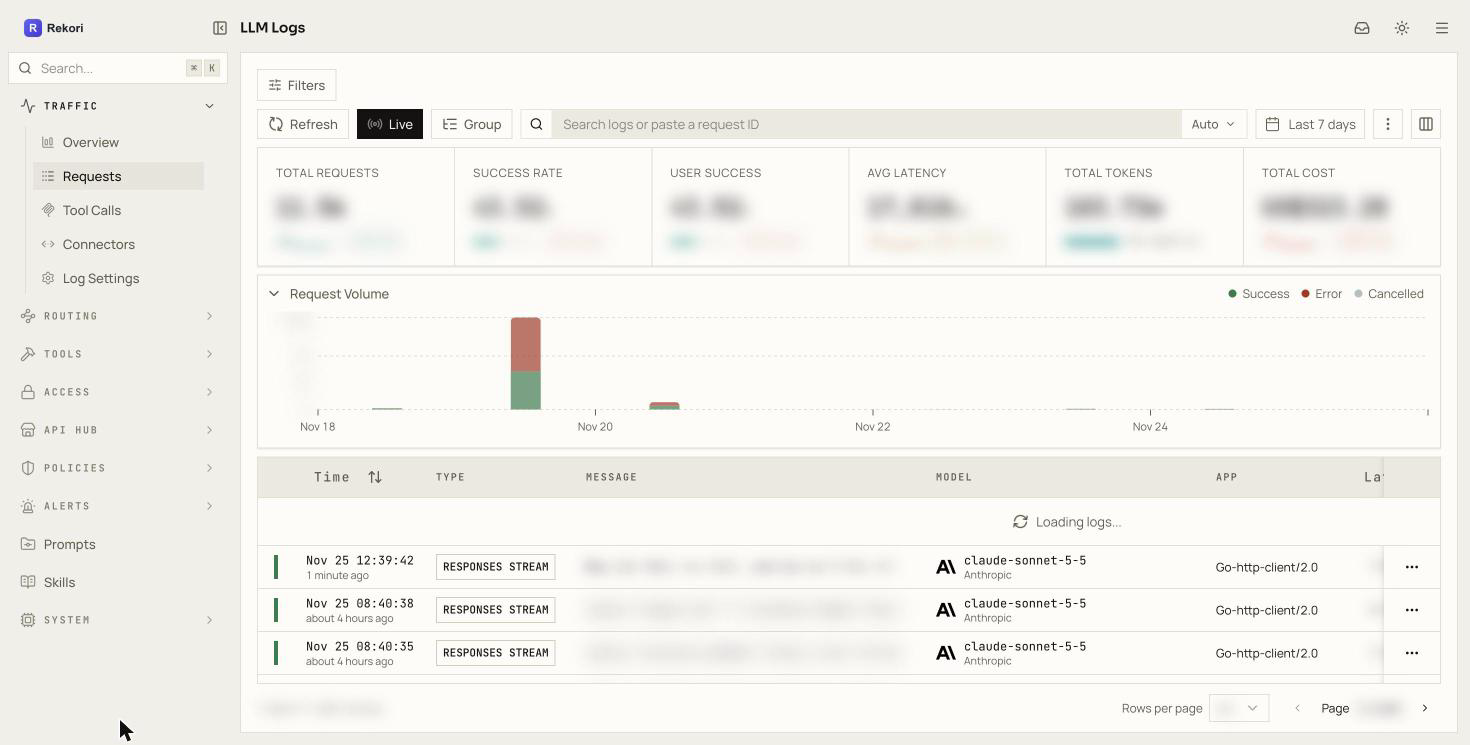 R Rekori
LLM Logs
Search...
⌘ K
TRAFFIC
Overview
Requests
Tool Calls
Connectors
Log Settings
ROUTING
TOOLS
ACCESS
API HUB
POLICIES
ALERTS
Prompts
Skills
SYSTEM
Filters
Refresh
Live
Group
Search logs or paste a request ID
Auto
Last 7 days
TOTAL REQUESTS
SUCCESS RATE
USER SUCCESS
AVG LATENCY
TOTAL TOKENS
TOTAL COST
Request Volume
Success Error Cancelled
Nov 18 Nov 20 Nov 22 Nov 24
Time TYPE MESSAGE MODEL APP
Loading logs...
Nov 25 12:39:42 RESPONSES STREAM claude-sonnet-5-5 Go-http-client/2.0
1 minute ago Anthropic
Nov 25 08:40:38 RESPONSES STREAM claude-sonnet-5-5 Go-http-client/2.0
about 4 hours ago Anthropic
Nov 25 08:40:35 RESPONSES STREAM claude-sonnet-5-5 Go-http-client/2.0
about 4 hours ago Anthropic
Rows per page Page